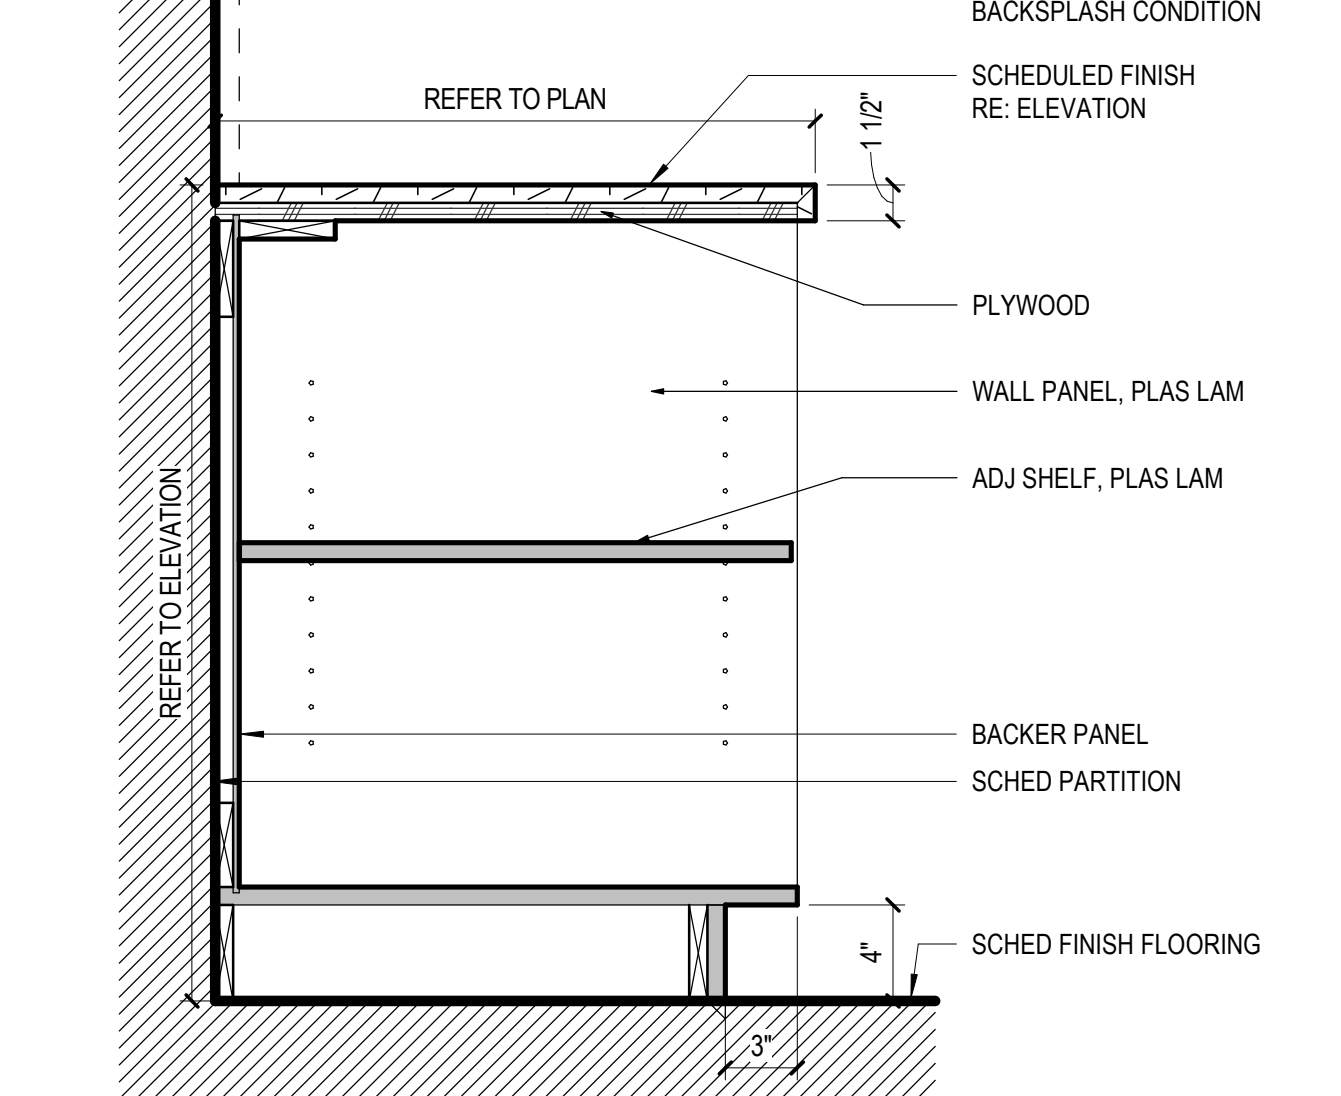 BACKSPLASH CONDITION
SCHEDULED FINISH
RE: ELEVATION
REFER TO PLAN
1 1/2"
PLYWOOD
WALL PANEL, PLAS LAM
ADJ SHELF, PLAS LAM
REFER TO ELEVATION
BACKER PANEL
SCHED PARTITION
4"
SCHED FINISH FLOORING
3"